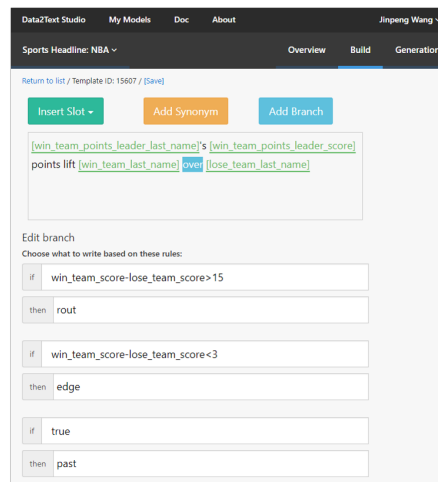 Data2Text Studio My Models Doc About Jinpeng Wang
Sports Headline: NBA Overview Build Generation
Return to list / Template ID: 15607 / [Save]
Insert Slot Add Synonym Add Branch
[win_team_points_leader_last_name]'s [win_team_points_leader_score]
points lift [win_team_last_name] over [lose_team_last_name]
Edit branch
Choose what to write based on these rules:
if win_team_score-lose_team_score>15
then rout
if win_team_score-lose_team_score<3
then edge
if true
then past